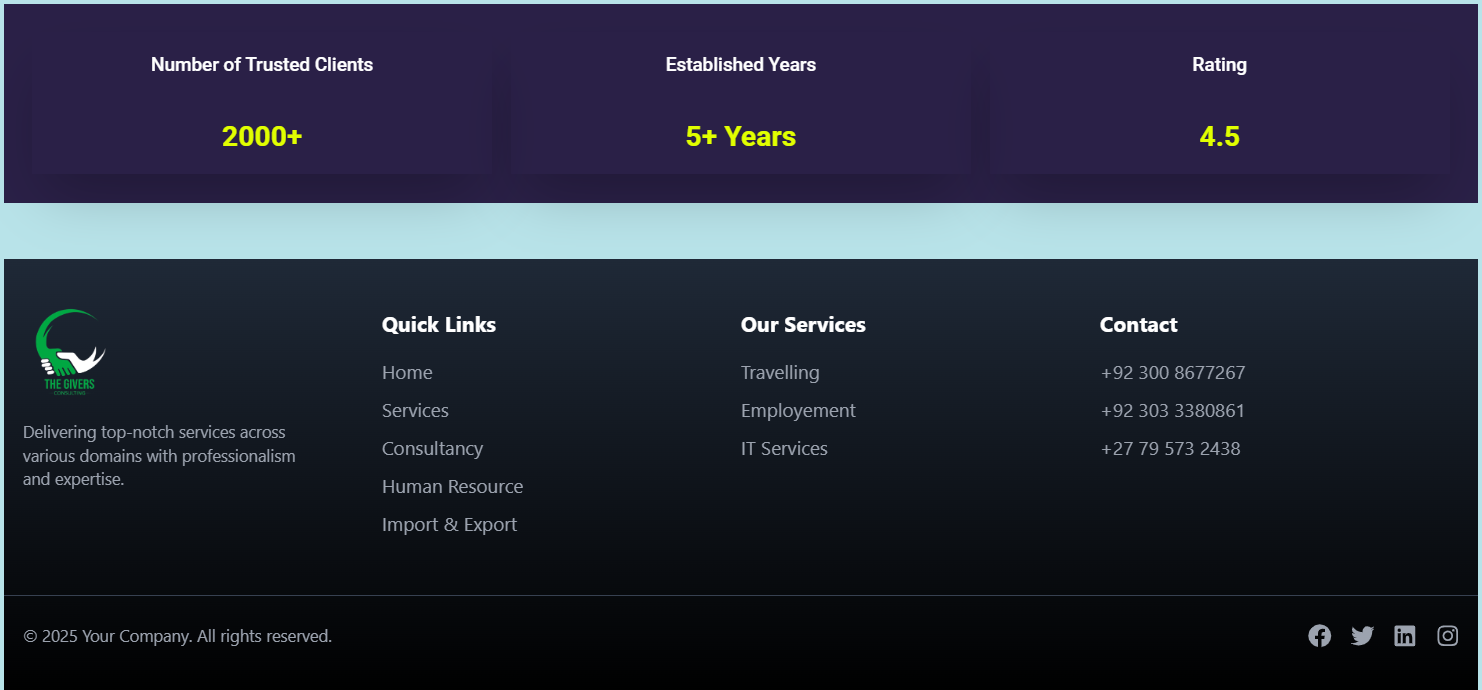 Number of Trusted Clients
Established Years
Rating
2000+
5+ Years
4.5
THE GIVERS
CONSULTING
Delivering top-notch services across
various domains with professionalism
and expertise.
Quick Links
Home
Services
Consultancy
Human Resource
Import & Export
Our Services
Travelling
Employement
IT Services
Contact
+92 300 8677267
+92 303 3380861
+27 79 573 2438
© 2025 Your Company. All rights reserved.